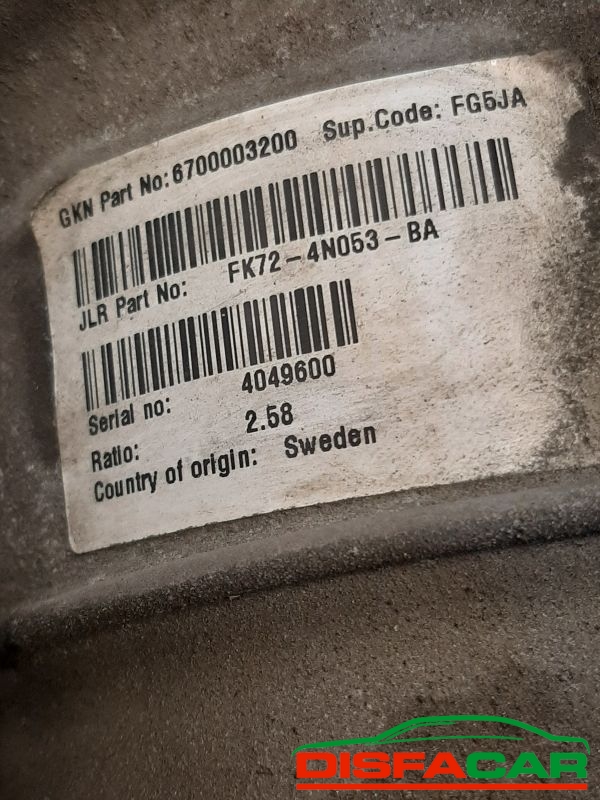 GKN Part No: 6700003200 Sup.Code: FG5JA
JLR Part No: FK72-4N053-BA
Serial no: 4049600
Ratio: 2.58
Country of origin: Sweden
DISFACAR